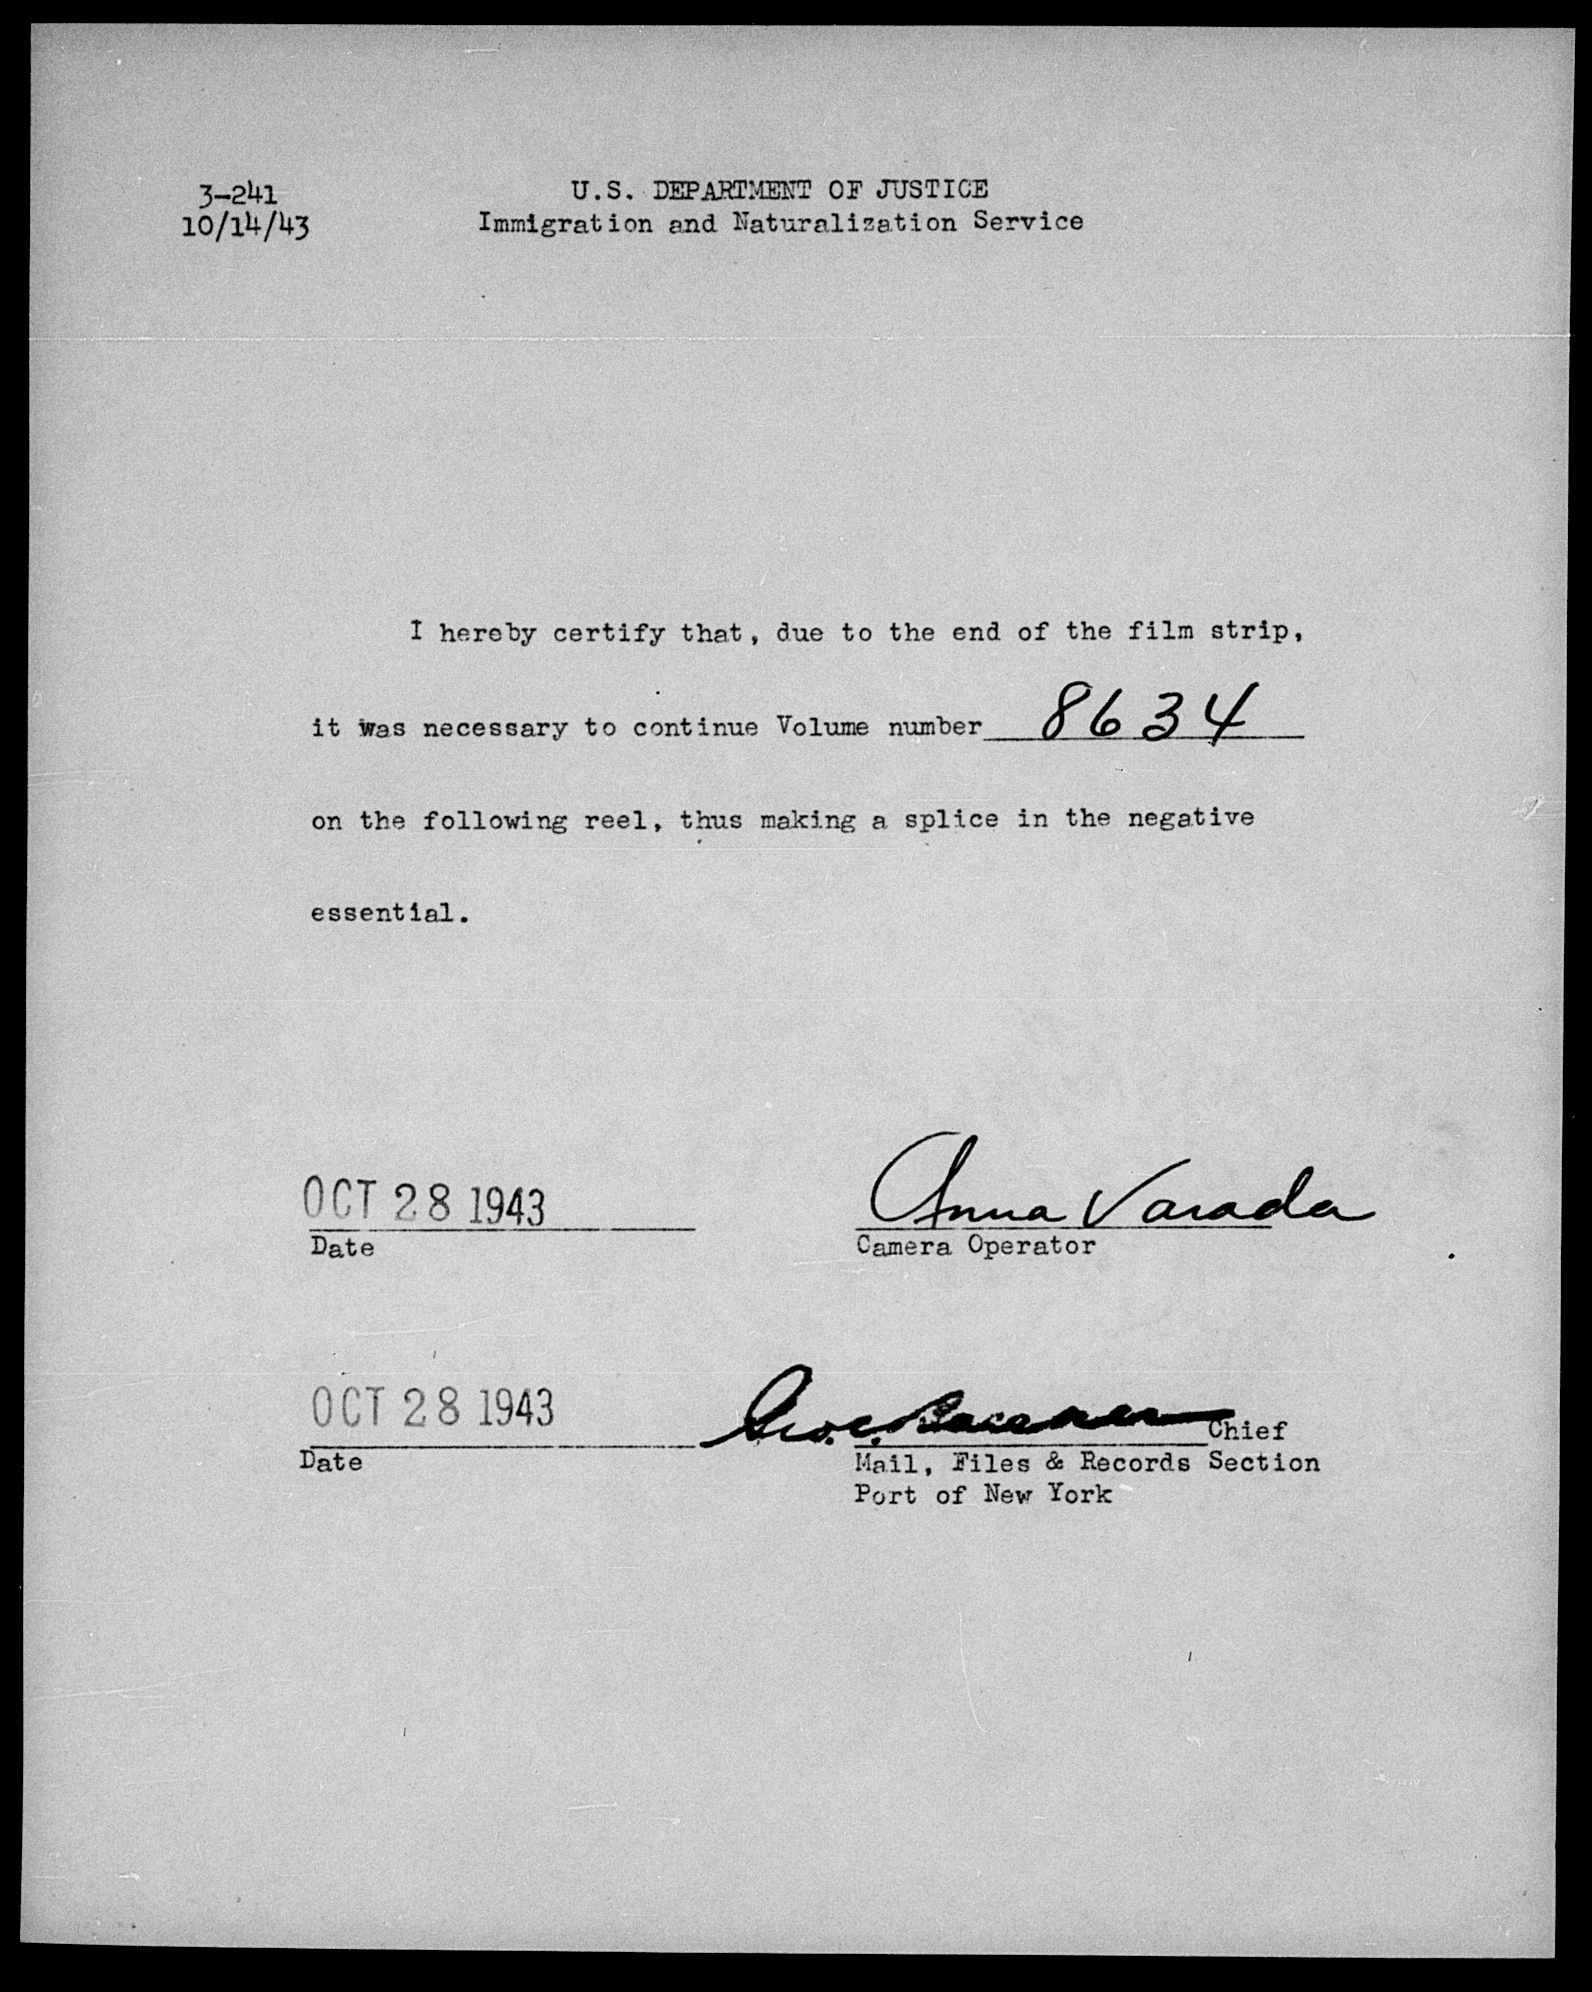 3-241
10/14/43
U.S. DEPARTMENT OF JUSTICE
Immigration and Naturalization Service
I hereby certify that, due to the end of the film strip,
it was necessary to continue Volume number 8634
on the following reel, thus making a splice in the negative
essential.
OCT 28 1943
Date
Anna Varada
Camera Operator
OCT 28 1943
Date
Geo. C. Chief
Mail, Files & Records Section
Port of New York